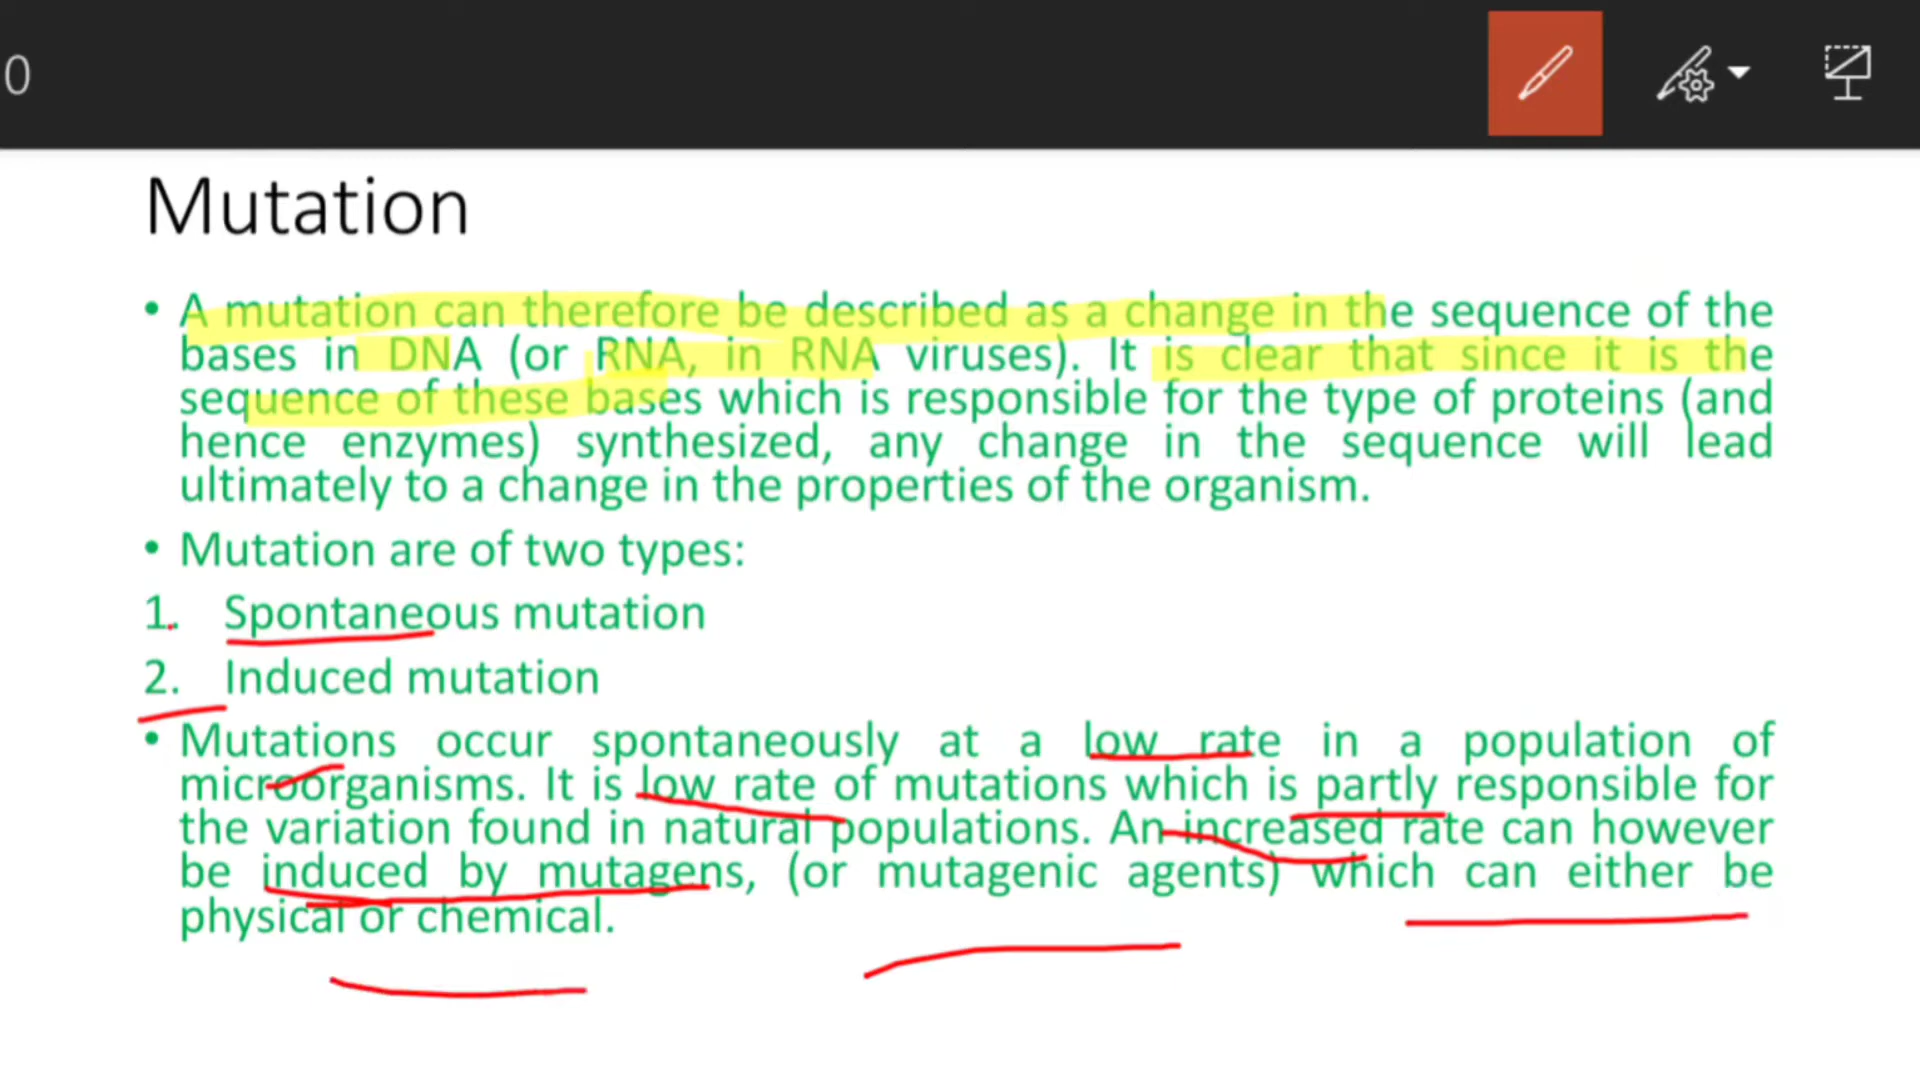 0
Mutation
• A mutation can therefore be described as a change in the sequence of the
bases in DNA (or RNA, in RNA viruses). It is clear that since it is the
sequence of these bases which is responsible for the type of proteins (and
hence enzymes) synthesized, any change in the sequence will lead
ultimately to a change in the properties of the organism.
• Mutation are of two types:
1. Spontaneous mutation
2. Induced mutation
• Mutations occur spontaneously at a low rate in a population of
microorganisms. It is low rate of mutations which is partly responsible for
the variation found in natural populations. An increased rate can however
be induced by mutagens, (or mutagenic agents) which can either be
physical or chemical.